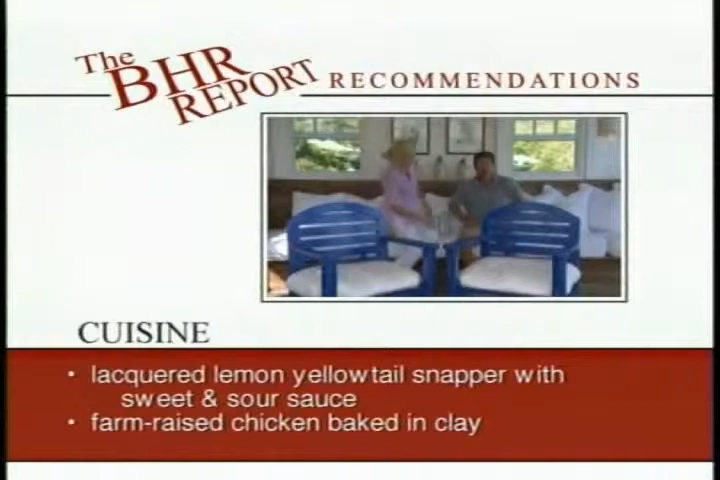 The
BHR
REPORT
RECOMMENDATIONS
CUISINE
• lacquered lemon yellowtail snapper with
sweet & sour sauce
• farm-raised chicken baked in clay